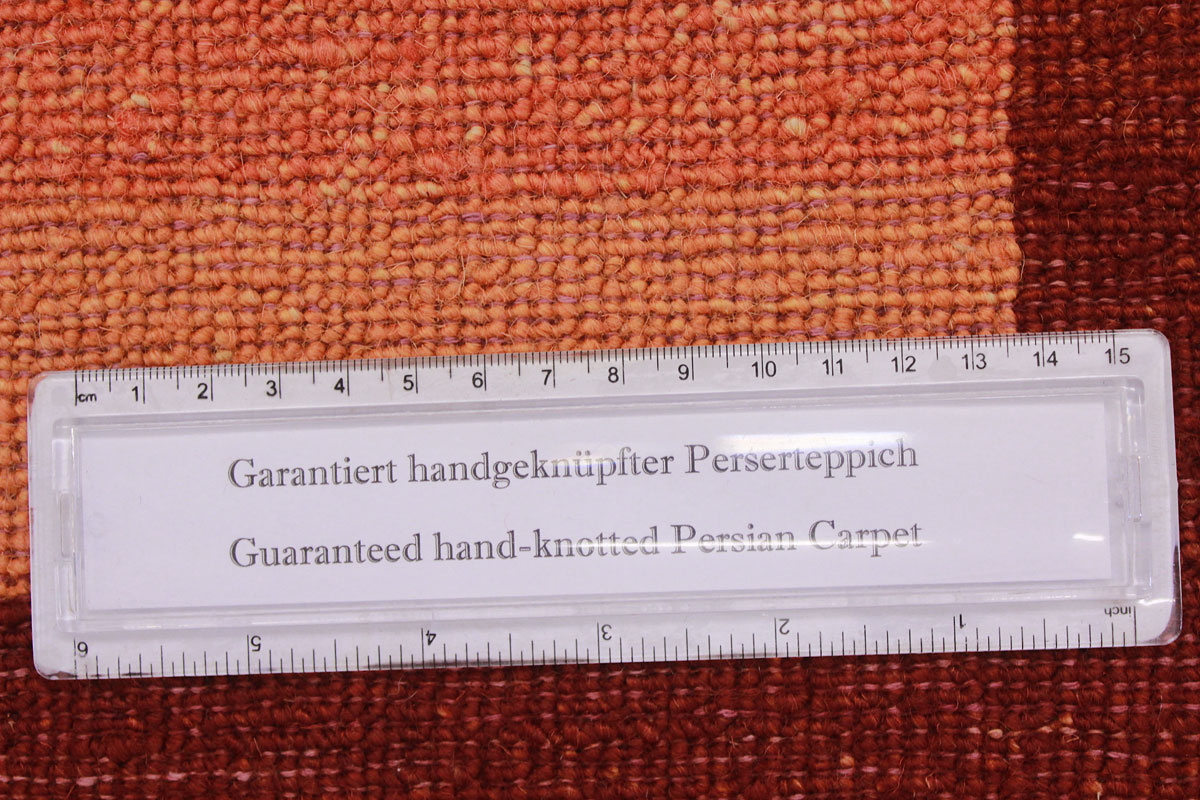 cm 1 2 3 4 5 6 7 8 9 10 11 12 13 14 15
Garantiert handgeknüpfter Perserteppich
Guaranteed hand-knotted Persian Carpet
6 5 4 3 2 1 inch